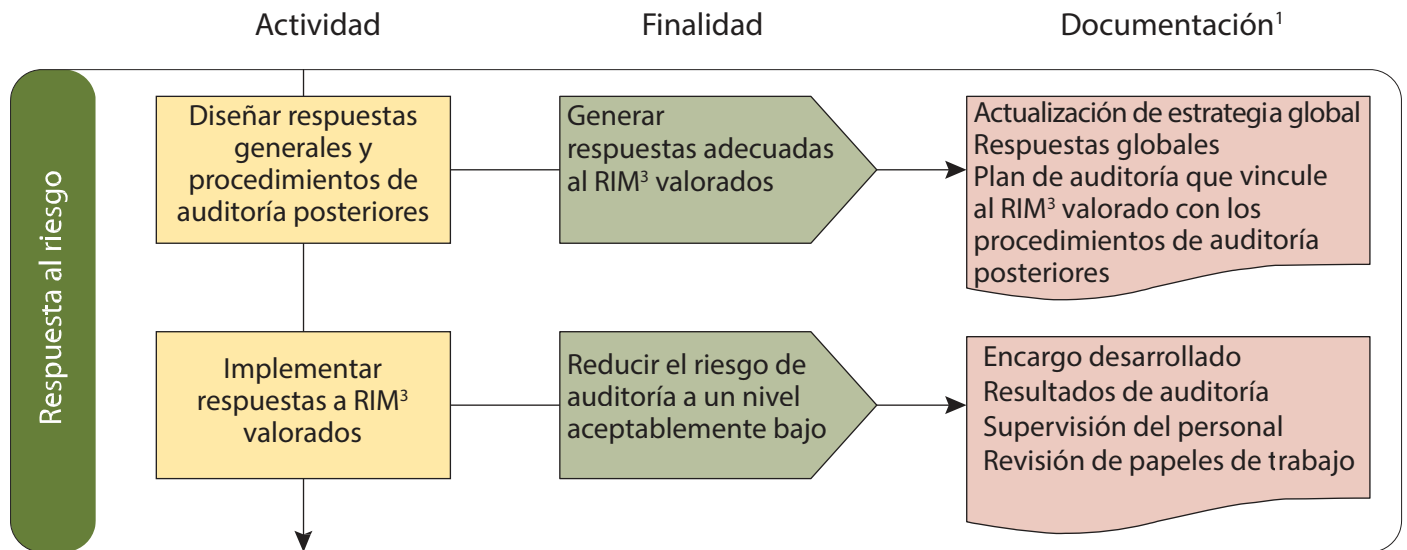 Actividad
Finalidad
Documentación¹
Respuesta al riesgo
Diseñar respuestas
generales y
procedimientos de
auditoría posteriores
Generar
respuestas adecuadas
al RIM³ valorados
Actualización de estrategia global
Respuestas globales
Plan de auditoría que vincule
al RIM³ valorado con los
procedimientos de auditoría
posteriores
Implementar
respuestas a RIM³
valorados
Reducir el riesgo de
auditoría a un nivel
aceptablemente bajo
Encargo desarrollado
Resultados de auditoría
Supervisión del personal
Revisión de papeles de trabajo